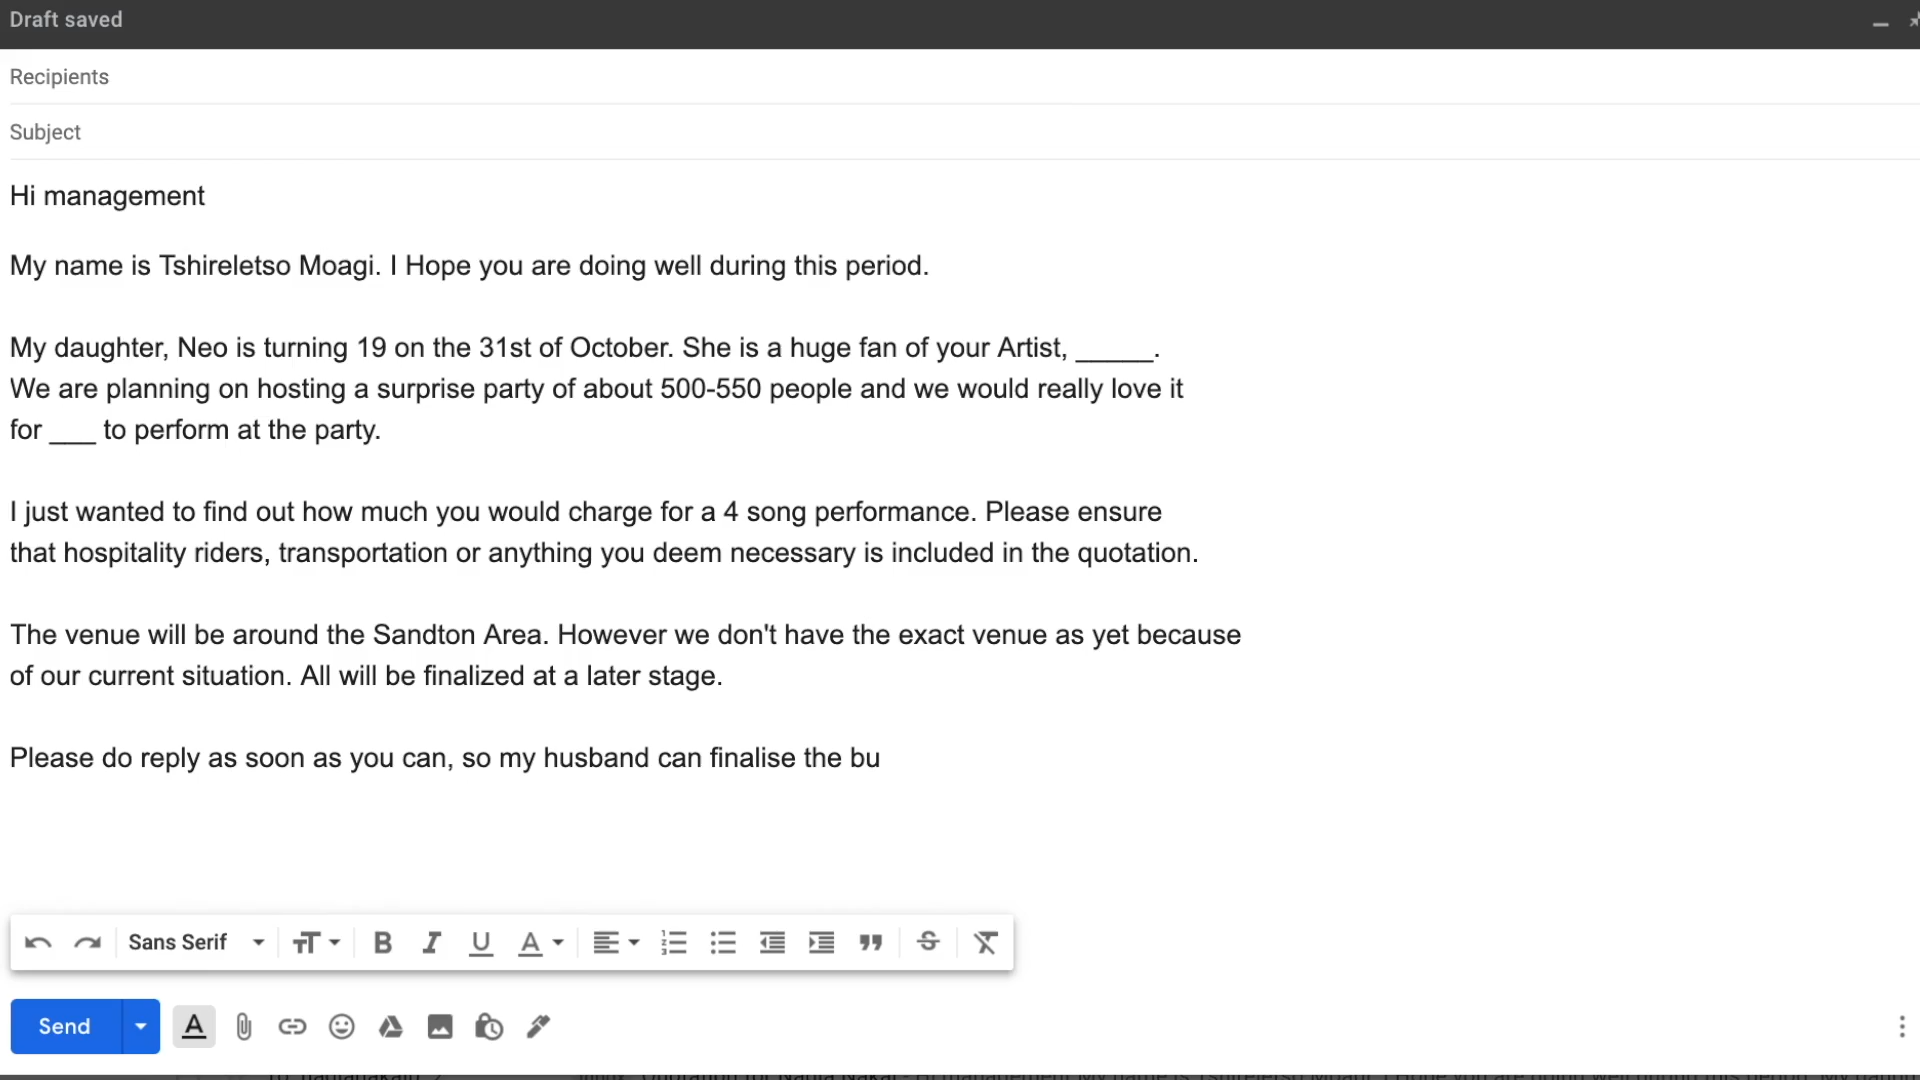 Draft saved
Recipients
Subject
Hi management
My name is Tshireletso Moagi. I Hope you are doing well during this period.
My daughter, Neo is turning 19 on the 31st of October. She is a huge fan of your Artist, _____.
We are planning on hosting a surprise party of about 500-550 people and we would really love it
for ___ to perform at the party.
I just wanted to find out how much you would charge for a 4 song performance. Please ensure
that hospitality riders, transportation or anything you deem necessary is included in the quotation.
The venue will be around the Sandton Area. However we don't have the exact venue as yet because
of our current situation. All will be finalized at a later stage.
Please do reply as soon as you can, so my husband can finalise the bu
Sans Serif
Send